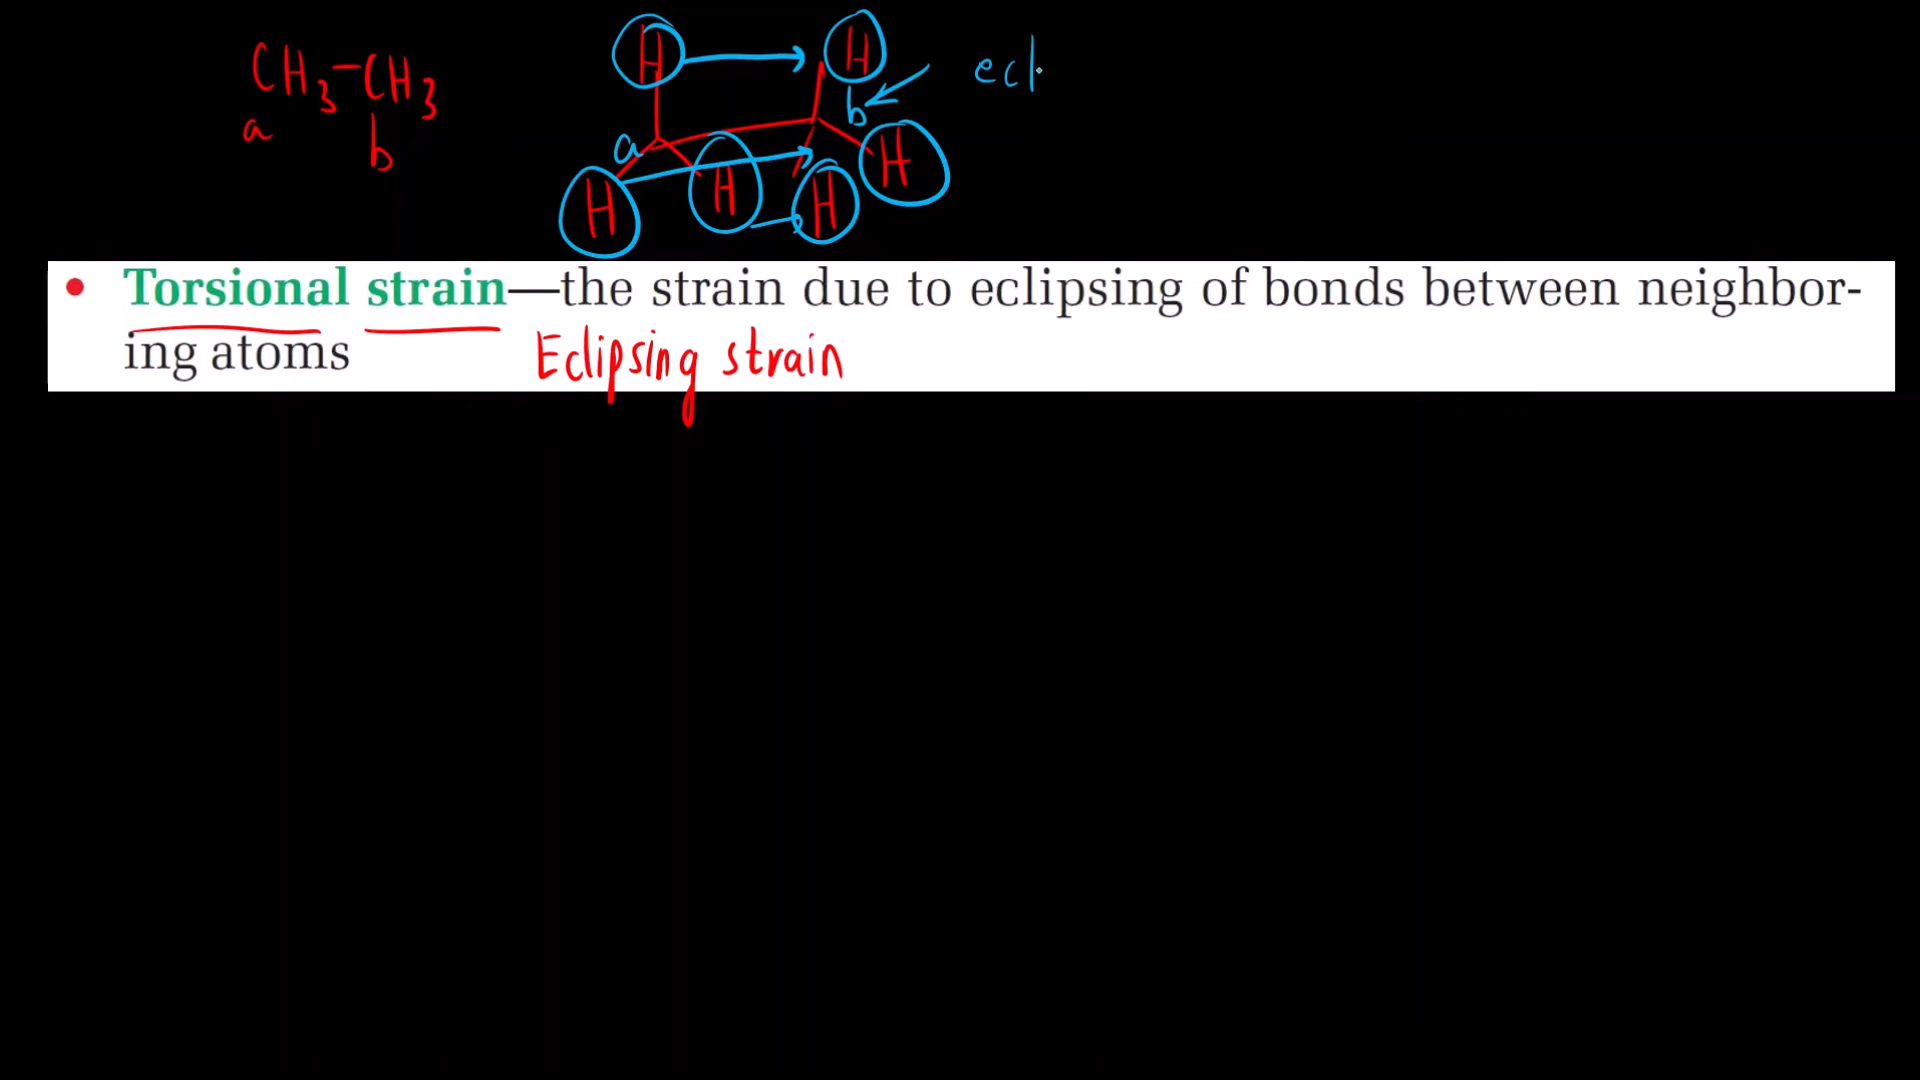 CH3-CH3
a b
H H ecl
b
a
H H H H
• Torsional strain—the strain due to eclipsing of bonds between neighbor-
ing atoms
Eclipsing strain